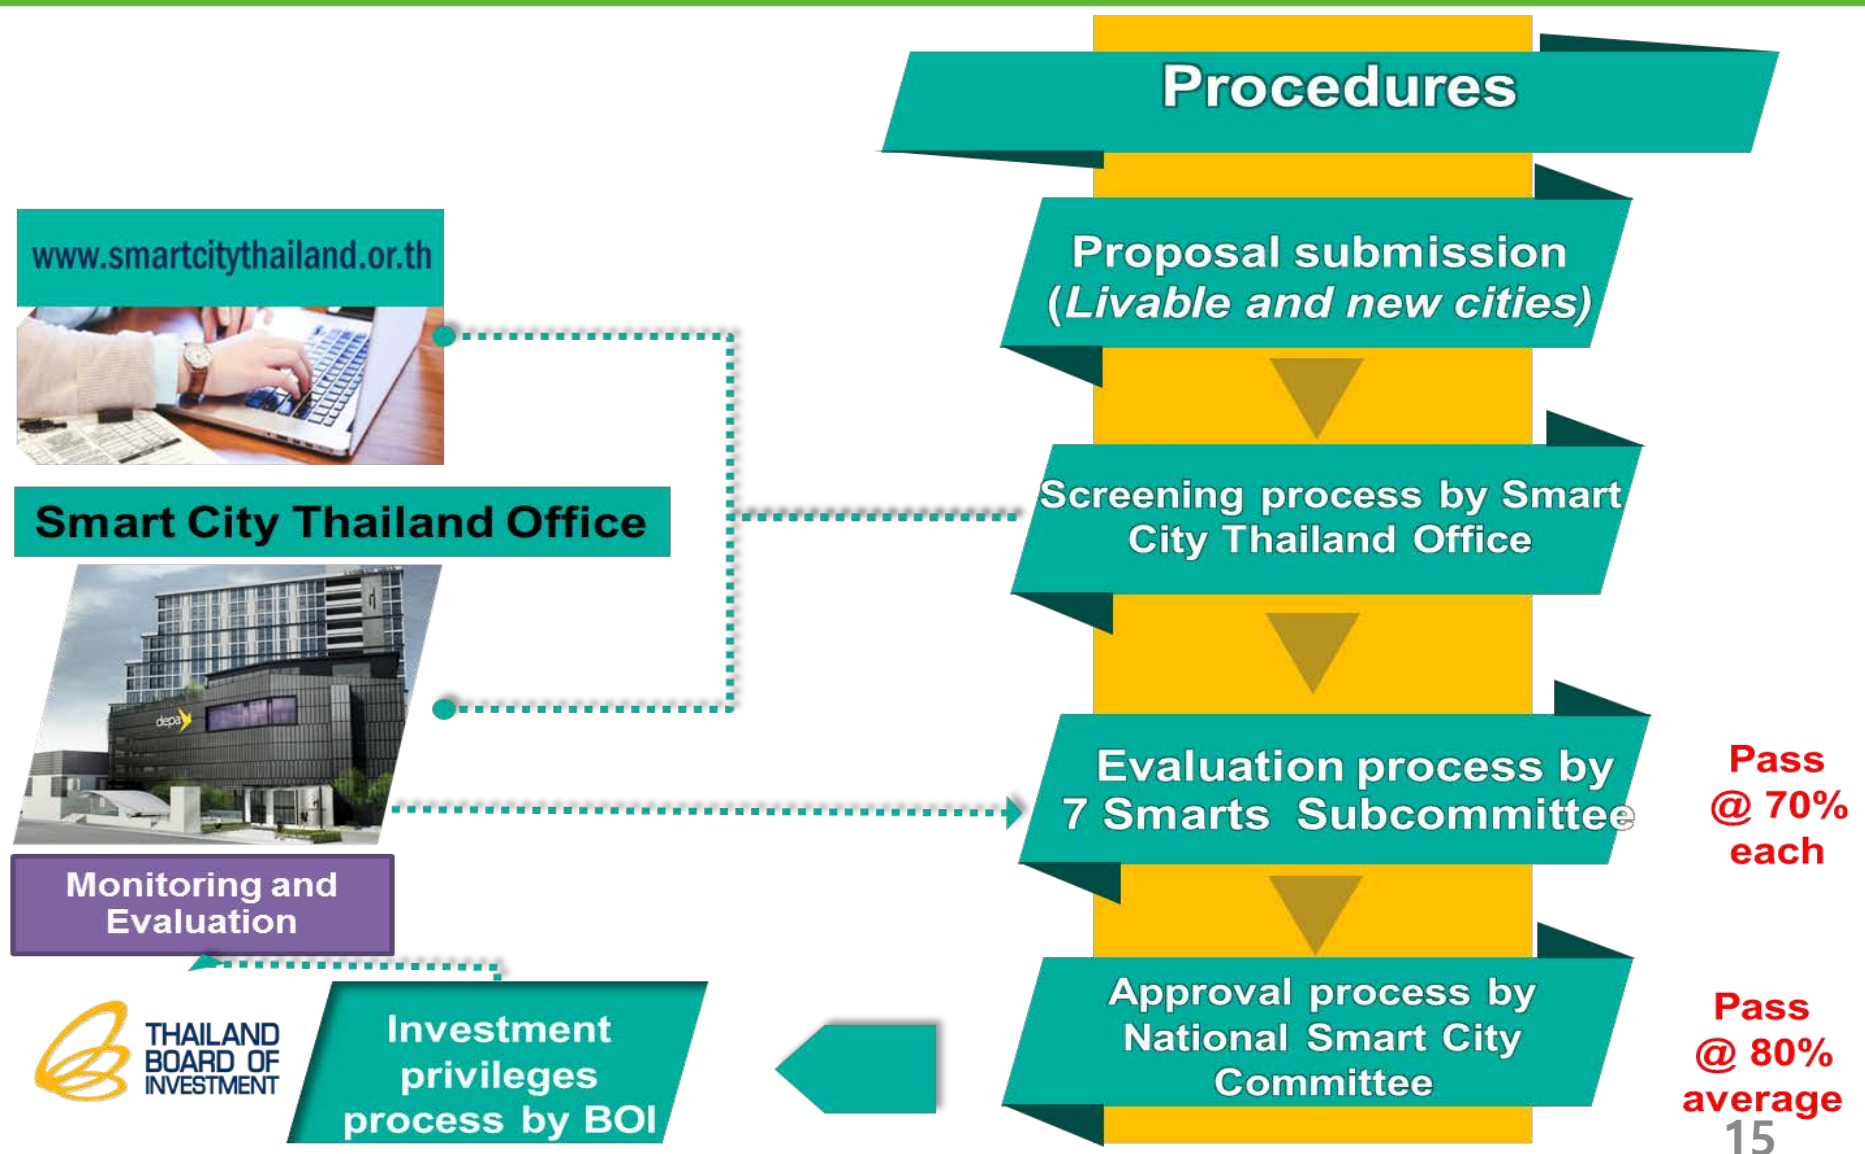 Procedures
www.smartcitythailand.or.th
Proposal submission
(Livable and new cities)
Smart City Thailand Office
Screening process by Smart
City Thailand Office
depa
Evaluation process by
7 Smarts Subcommittee
Pass
@ 70%
each
Monitoring and
Evaluation
THAILAND
BOARD OF
INVESTMENT
Investment
privileges
process by BOI
Approval process by
National Smart City
Committee
Pass
@ 80%
average
15